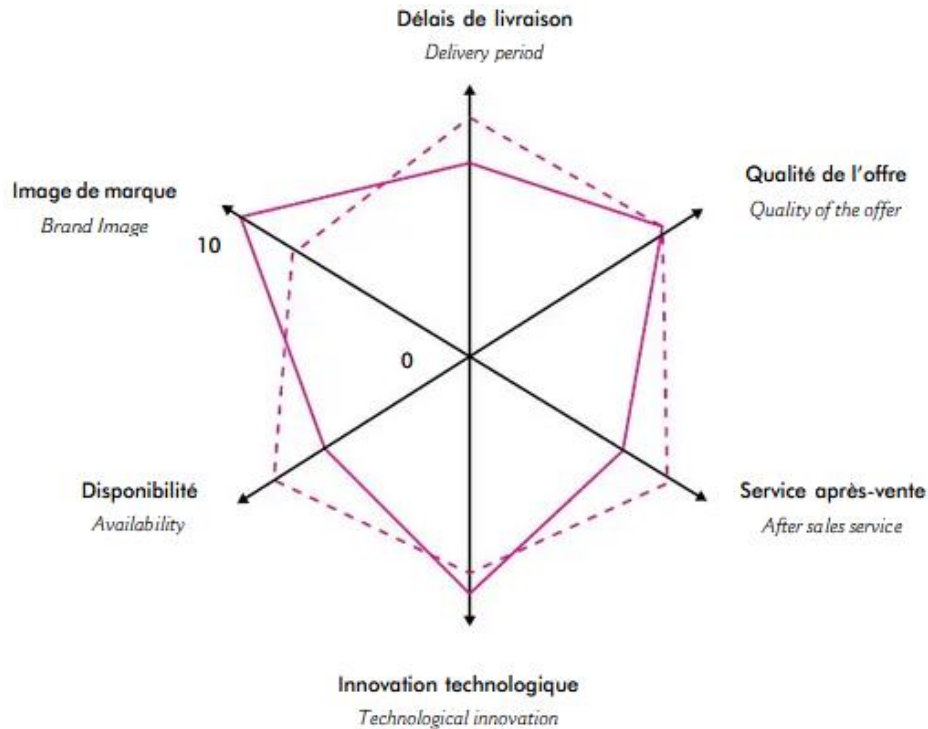 Délais de livraison
Delivery period
Qualité de l'offre
Quality of the offer
Image de marque
Brand Image
10
0
Disponibilité
Availability
Service après-vente
After sales service
Innovation technologique
Technological innovation